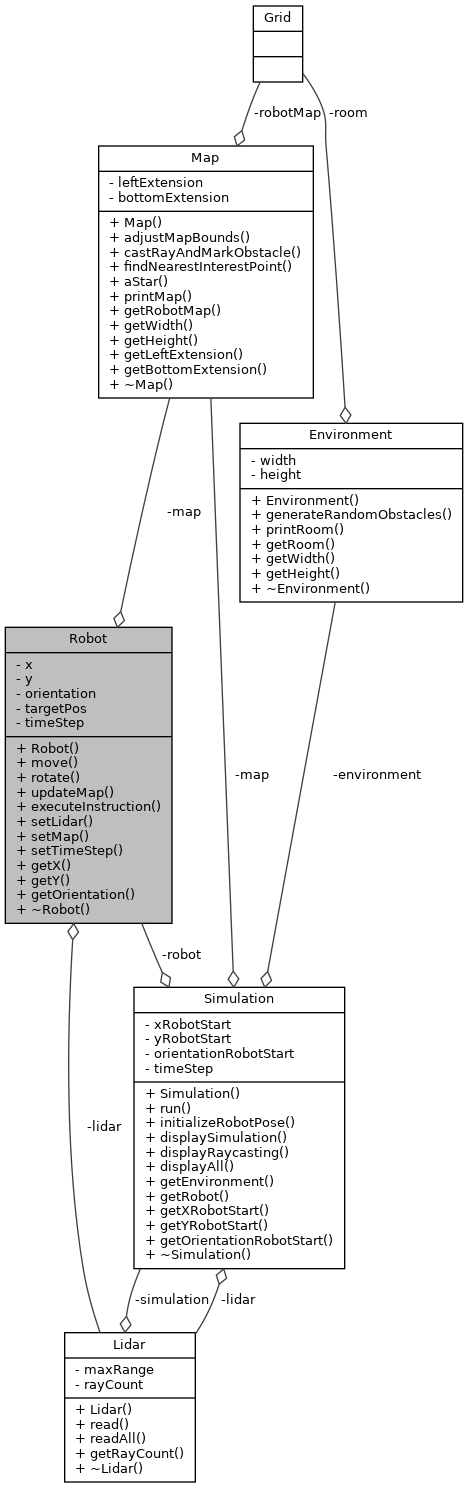 Grid
-robotMap
-room
Map
- leftExtension
- bottomExtension
+ Map()
+ adjustMapBounds()
+ castRayAndMarkObstacle()
+ findNearestInterestPoint()
+ aStar()
+ printMap()
+ getRobotMap()
+ getWidth()
+ getHeight()
+ getLeftExtension()
+ getBottomExtension()
+ ~Map()
Environment
- width
- height
+ Environment()
+ generateRandomObstacles()
+ printRoom()
+ getRoom()
+ getWidth()
+ getHeight()
+ ~Environment()
-map
Robot
- x
- y
- orientation
- targetPos
- timeStep
+ Robot()
+ move()
+ rotate()
+ updateMap()
+ executeInstruction()
+ setLidar()
+ setMap()
+ setTimeStep()
+ getX()
+ getY()
+ getOrientation()
+ ~Robot()
-map
-environment
-robot
Simulation
- xRobotStart
- yRobotStart
- orientationRobotStart
- timeStep
+ Simulation()
+ run()
+ initializeRobotPose()
+ displaySimulation()
+ displayRaycasting()
+ displayAll()
+ getEnvironment()
+ getRobot()
+ getXRobotStart()
+ getYRobotStart()
+ getOrientationRobotStart()
+ ~Simulation()
-lidar
-simulation
-lidar
Lidar
- maxRange
- rayCount
+ Lidar()
+ read()
+ readAll()
+ getRayCount()
+ ~Lidar()